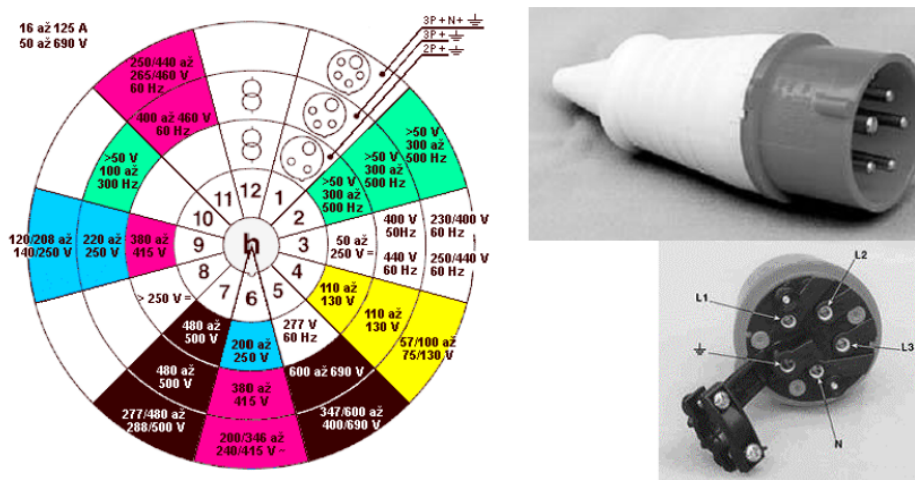 16 až 125 A
50 až 690 V
3P + N + ⏚
3P + ⏚
2P + ⏚
250/440 až
265/460 V
60 Hz
400 až 460 V
60 Hz
>50 V
300 až
500 Hz
>50 V
300 až
500 Hz
>50 V
300 až
500 Hz
>50 V
100 až
300 Hz
11
12
1
10
2
9
h
3
8
4
7
6
5
120/208 až
140/250 V
220 až
250 V
380 až
415 V
50 až
250 V =
400 V
50Hz
440 V
60 Hz
230/400 V
60 Hz
250/440 V
60 Hz
> 250 V =
110 až
130 V
110 až
130 V
57/100 až
75/130 V
480 až
500 V
200 až
250 V
277 V
60 Hz
480 až
500 V
380 až
415 V
600 až 690 V
277/480 až
288/500 V
200/346 až
240/415 V ~
347/600 až
400/690 V
L2
L1
L3
⏚
N